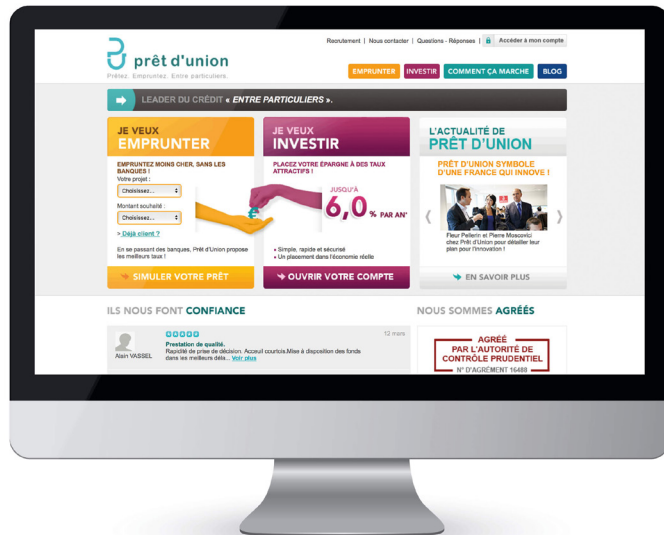 Recrutement | Nous contacter | Questions - Réponses | Accéder à mon compte
prêt d'union
Prêtez. Empruntez. Entre particuliers.
EMPRUNTER INVESTIR COMMENT ÇA MARCHE BLOG
LEADER DU CRÉDIT « ENTRE PARTICULIERS ».
JE VEUX
EMPRUNTER
EMPRUNTEZ MOINS CHER, SANS LES
BANQUES !
Votre projet :
Choisissez...
Montant souhaité :
Choisissez...
> Déjà client ?
En se passant des banques, Prêt d'Union propose
les meilleurs taux !
SIMULER VOTRE PRÊT
JE VEUX
INVESTIR
PLACEZ VOTRE ÉPARGNE À DES TAUX
ATTRACTIFS !
JUSQU'À
6,0 % PAR AN*
€
• Simple, rapide et sécurisé
• Un placement dans l'économie réelle
OUVRIR VOTRE COMPTE
L'ACTUALITÉ DE
PRÊT D'UNION
PRÊT D'UNION SYMBOLE
D'UNE FRANCE QUI INNOVE !
Fleur Pellerin et Pierre Moscovici
chez Prêt d'Union pour détailler leur
plan pour l'innovation !
EN SAVOIR PLUS
ILS NOUS FONT CONFIANCE
Alain VASSEL
12 mars
Prestation de qualité.
Rapidité de prise de décision. Acceuil courtois.Mise à disposition des fonds
dans les meilleurs déla... Voir plus
NOUS SOMMES AGRÉÉS
AGRÉÉ
PAR L'AUTORITÉ DE
CONTRÔLE PRUDENTIEL
N° D'AGRÉMENT 16488